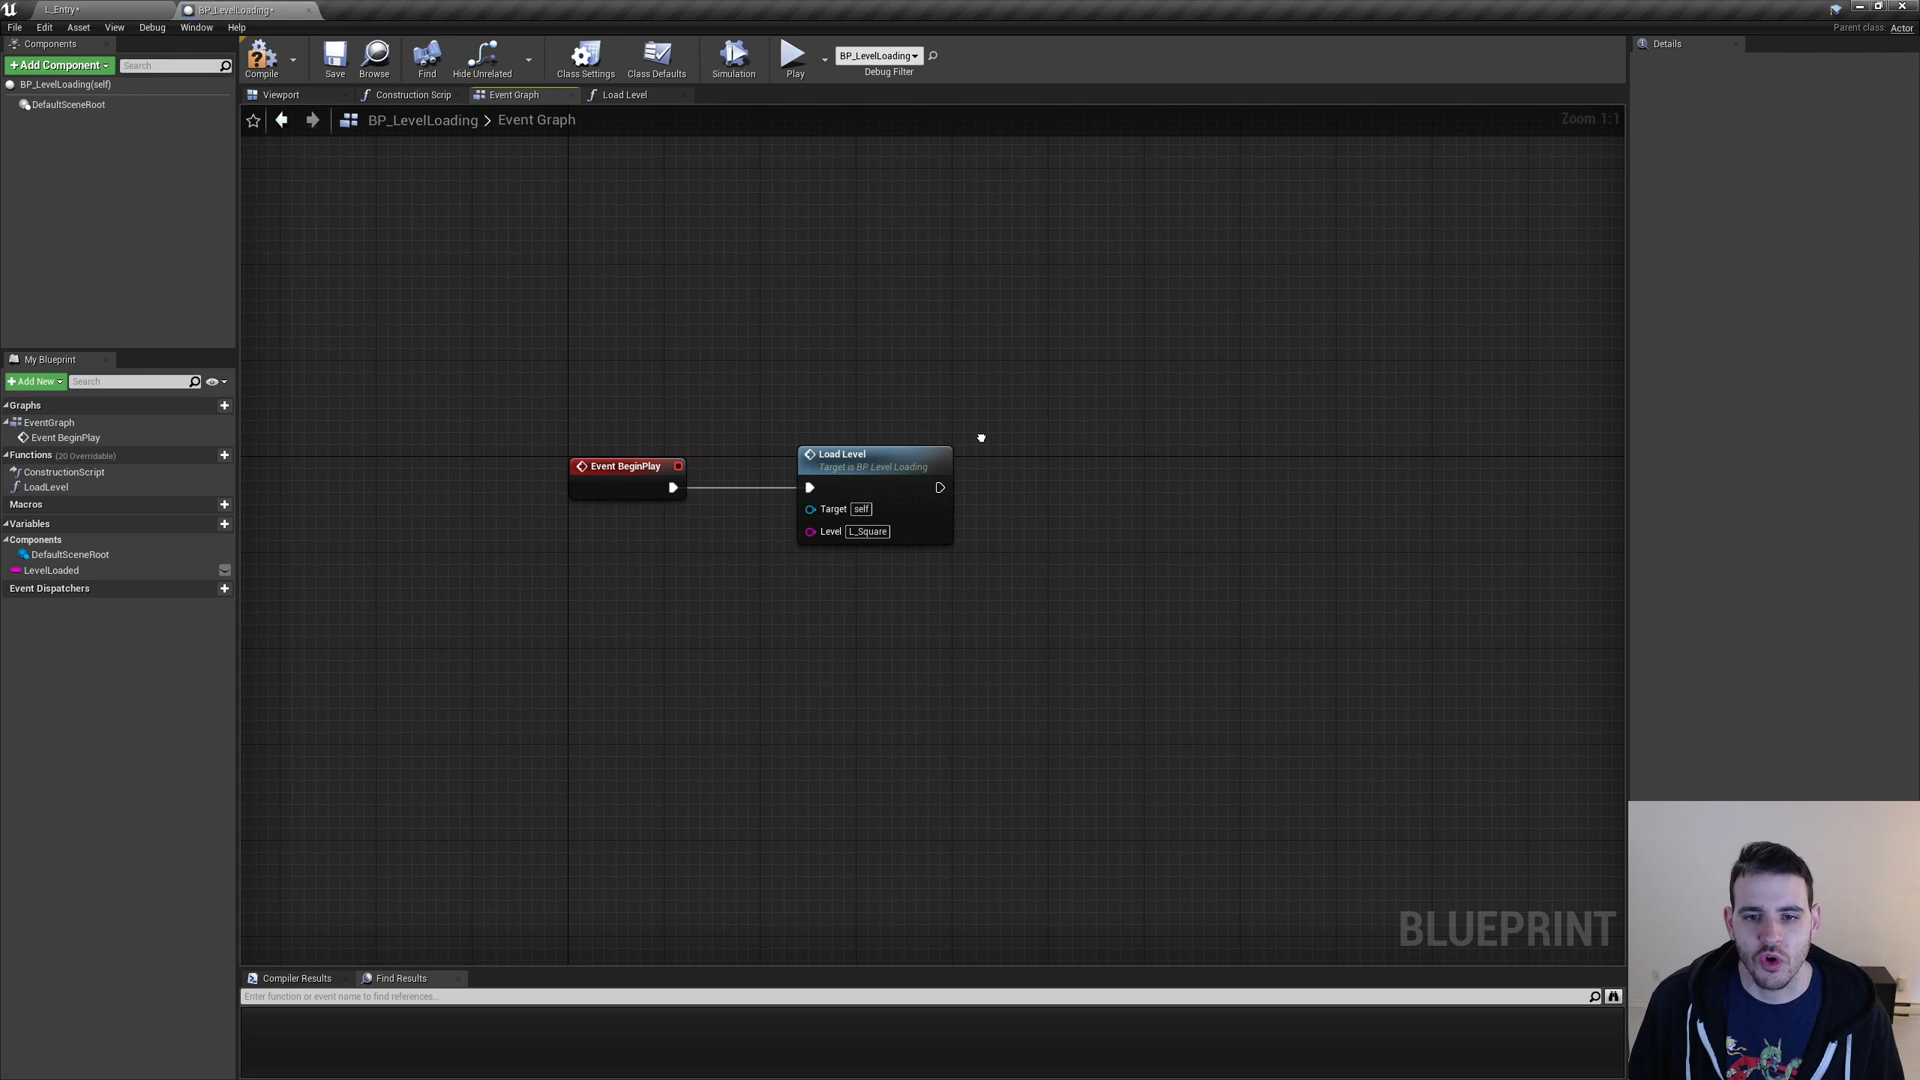 L_Entry*
BP_LevelLoading*
File Edit Asset View Debug Window Help
Parent class: Actor
Components
Details
+Add Component
Search
BP_LevelLoading(self)
DefaultSceneRoot
Compile
Save
Browse
Find
Hide Unrelated
Class Settings
Class Defaults
Simulation
Play
BP_LevelLoading
Debug Filter
Viewport
Construction Scrip
Event Graph
Load Level
BP_LevelLoading > Event Graph
Zoom 1:1
My Blueprint
+Add New
Search
Graphs
EventGraph
Event BeginPlay
Functions (20 Overridable)
ConstructionScript
LoadLevel
Macros
Variables
Components
DefaultSceneRoot
LevelLoaded
Event Dispatchers
Event BeginPlay
Load Level
Target is BP Level Loading
Target self
Level L_Square
BLUEPRINT
Compiler Results
Find Results
Enter function or event name to find references...